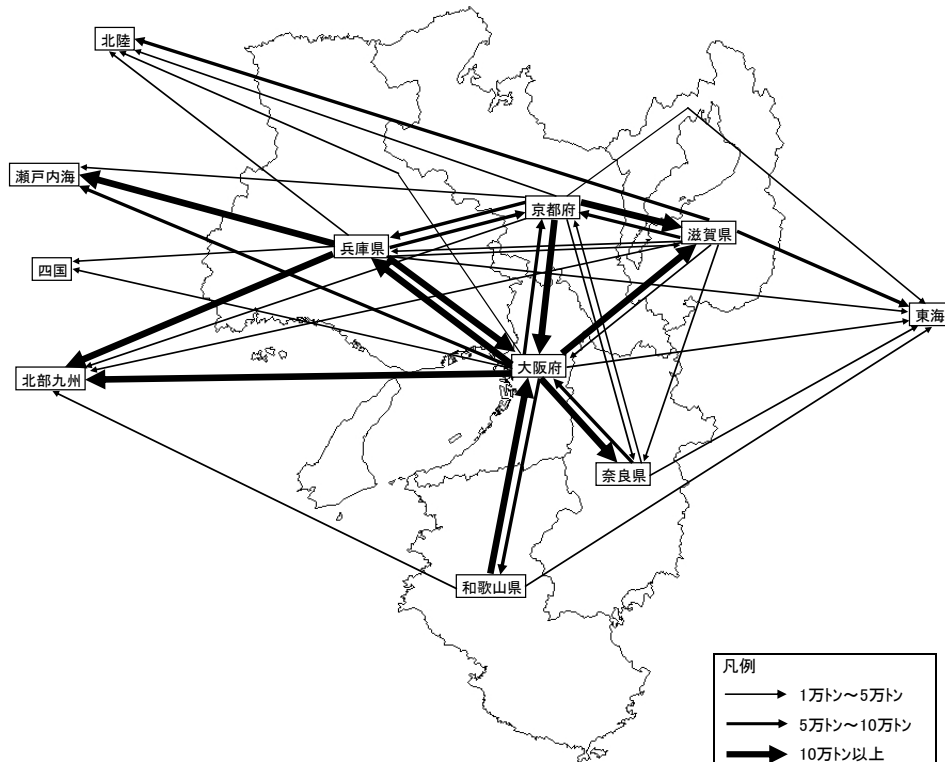 北陸
瀬戸内海
京都府
滋賀県
兵庫県
四国
東海
大阪府
北部九州
奈良県
和歌山県
凡例
1万トン～5万トン
5万トン～10万トン
10万トン以上